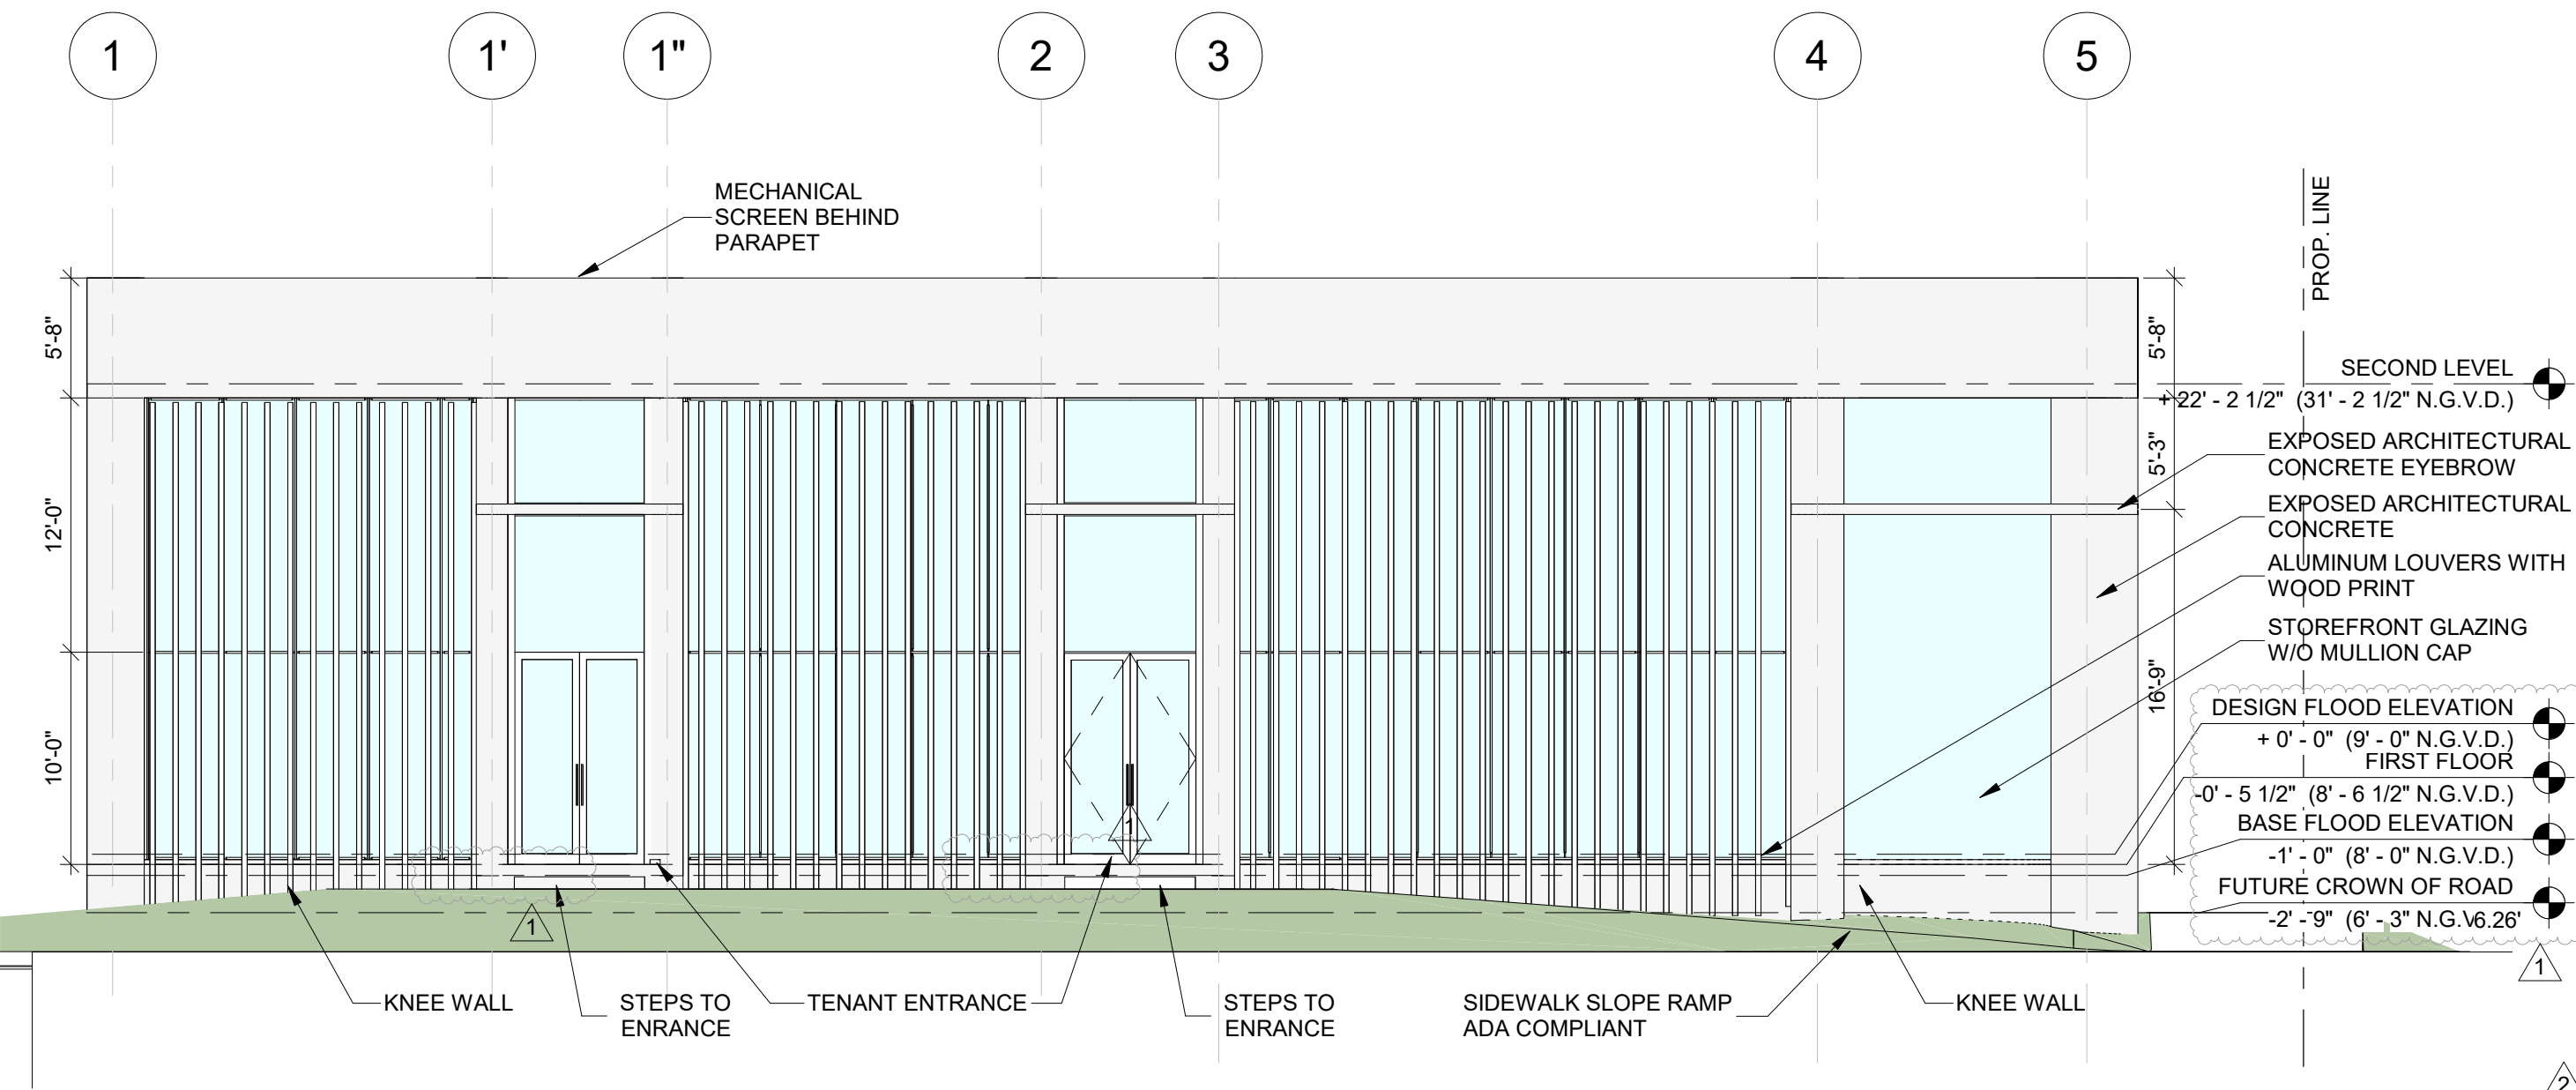 1
1'
1"
2
3
4
5
MECHANICAL
SCREEN BEHIND
PARAPET
PROP. LINE
5'-8"
12'-0"
10'-0"
5'-8"
5'-3"
16'-9"
SECOND LEVEL
+ 22' - 2 1/2" (31' - 2 1/2" N.G.V.D.)
EXPOSED ARCHITECTURAL
CONCRETE EYEBROW
EXPOSED ARCHITECTURAL
CONCRETE
ALUMINUM LOUVERS WITH
WOOD PRINT
STOREFRONT GLAZING
W/O MULLION CAP
DESIGN FLOOD ELEVATION
+ 0' - 0" (9' - 0" N.G.V.D.)
FIRST FLOOR
-0' - 5 1/2" (8' - 6 1/2" N.G.V.D.)
BASE FLOOD ELEVATION
-1' - 0" (8' - 0" N.G.V.D.)
FUTURE CROWN OF ROAD
-2' - 9" (6' - 3" N.G.V
6.26'
1
1
1
KNEE WALL
STEPS TO
ENRANCE
TENANT ENTRANCE
STEPS TO
ENRANCE
SIDEWALK SLOPE RAMP
ADA COMPLIANT
KNEE WALL
2